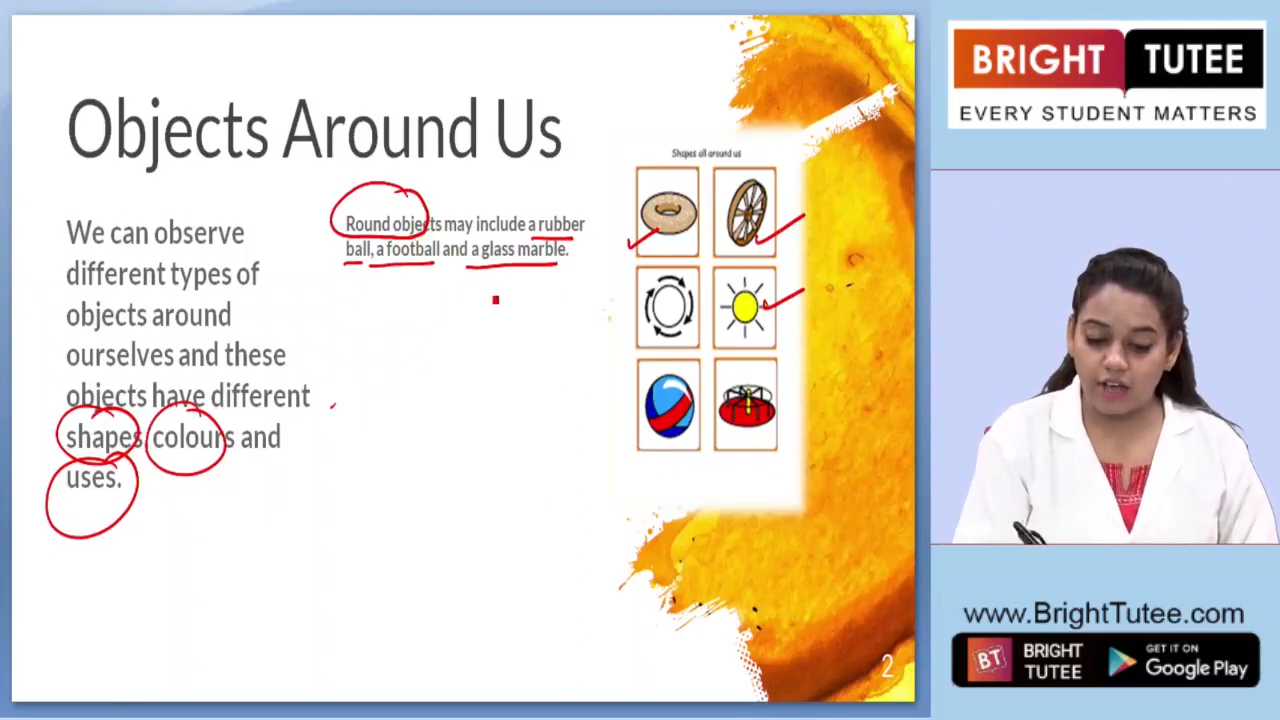 Objects Around Us
We can observe
different types of
objects around
ourselves and these
objects have different
shapes, colours and
uses.
Round objects may include a rubber
ball, a football and a glass marble.
Shapes all around us
2
BRIGHT TUTEE
EVERY STUDENT MATTERS
www.BrightTutee.com
BT
BRIGHT
TUTEE
GET IT ON
Google Play